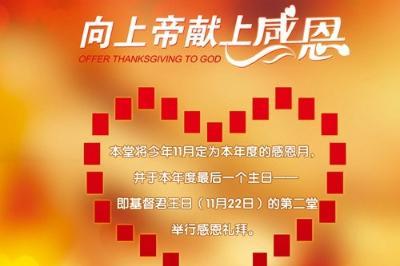 向上帝献上感恩
OFFER THANKSGIVING TO GOD
本堂将今年11月定为本年度的感恩月，
并于本年度最后一个主日——
即基督君王日（11月22日）的第二堂
举行感恩礼拜。